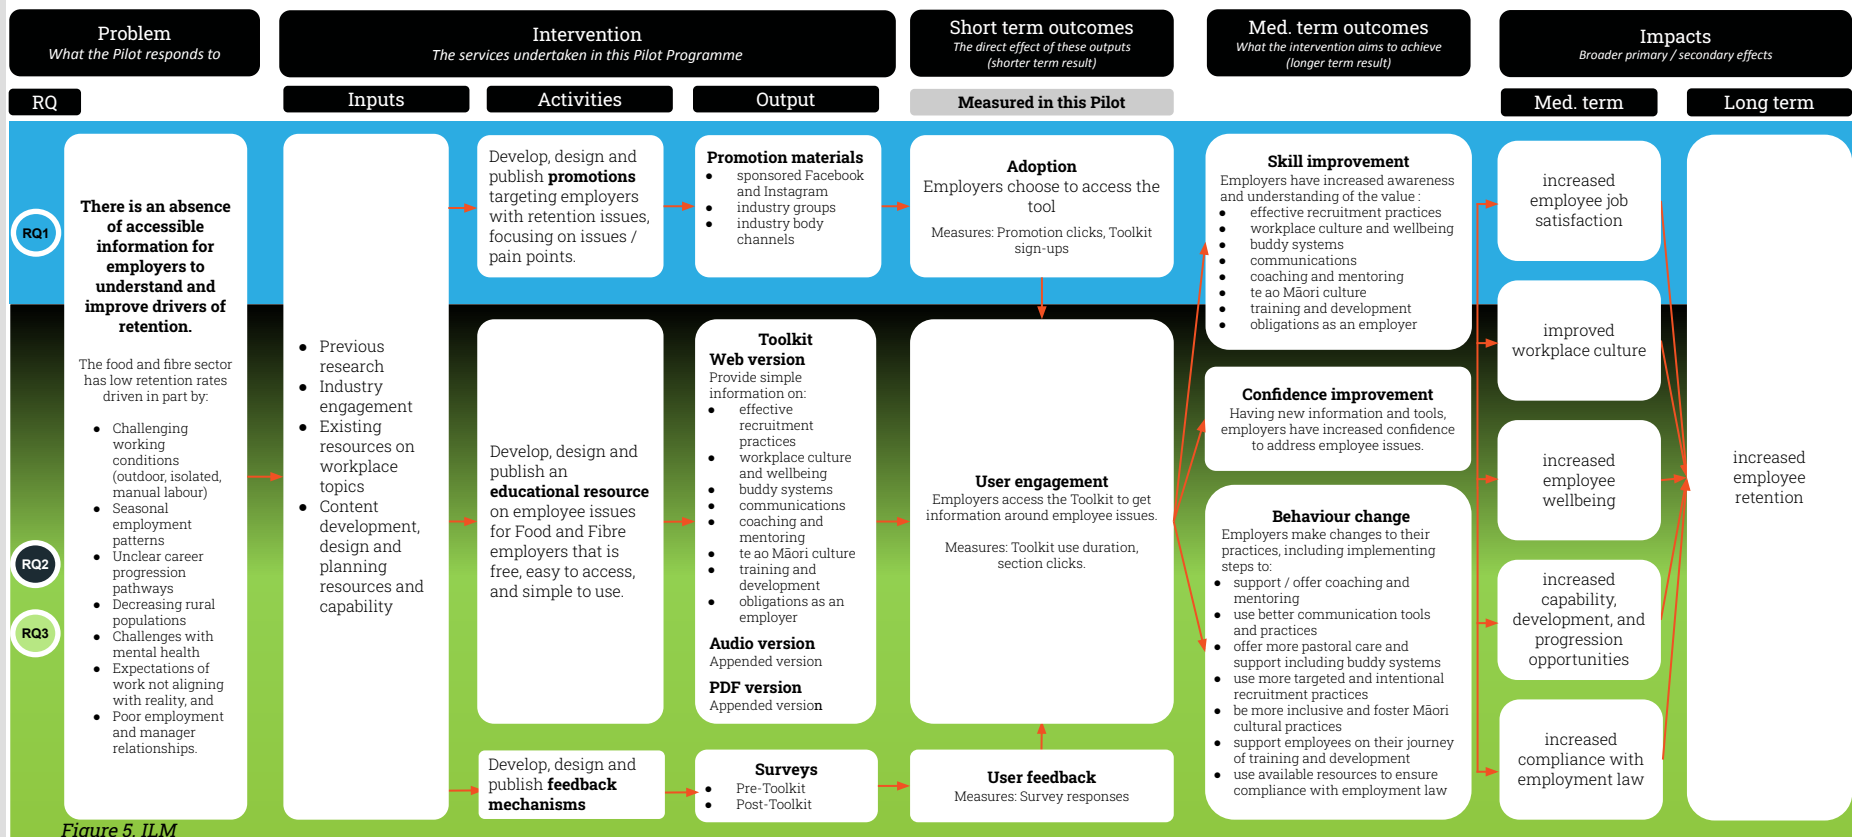 Problem
What the Pilot responds to
Intervention
The services undertaken in this Pilot Programme
Short term outcomes
The direct effect of these outputs
(shorter term result)
Med. term outcomes
What the intervention aims to achieve
(longer term result)
Impacts
Broader primary / secondary effects
RQ
Inputs
Activities
Output
Measured in this Pilot
Med. term
Long term
RQ1
RQ2
RQ3
There is an absence
of accessible
information for
employers to
understand and
improve drivers of
retention.
The food and fibre sector
has low retention rates
driven in part by:
● Challenging
working
conditions
(outdoor, isolated,
manual labour)
● Seasonal
employment
patterns
● Unclear career
progression
pathways
● Decreasing rural
populations
● Challenges with
mental health
● Expectations of
work not aligning
with reality, and
● Poor employment
and manager
relationships.
● Previous
research
● Industry
engagement
● Existing
resources on
workplace
topics
● Content
development,
design and
planning
resources and
capability
Develop, design and
publish promotions
targeting employers
with retention issues,
focusing on issues /
pain points.
Develop, design and
publish an
educational resource
on employee issues
for Food and Fibre
employers that is
free, easy to access,
and simple to use.
Develop, design and
publish feedback
mechanisms
Promotion materials
● sponsored Facebook
and Instagram
● industry groups
● industry body
channels
Toolkit
Web version
Provide simple
information on:
● effective
recruitment
practices
● workplace culture
and wellbeing
● buddy systems
● communications
● coaching and
mentoring
● te ao Māori culture
● training and
development
● obligations as an
employer
Audio version
Appended version
PDF version
Appended version
Surveys
● Pre-Toolkit
● Post-Toolkit
Adoption
Employers choose to access the
tool
Measures: Promotion clicks, Toolkit
sign-ups
User engagement
Employers access the Toolkit to get
information around employee issues.
Measures: Toolkit use duration,
section clicks.
User feedback
Measures: Survey responses
Skill improvement
Employers have increased awareness
and understanding of the value :
● effective recruitment practices
● workplace culture and wellbeing
● buddy systems
● communications
● coaching and mentoring
● te ao Māori culture
● training and development
● obligations as an employer
Confidence improvement
Having new information and tools,
employers have increased confidence
to address employee issues.
Behaviour change
Employers make changes to their
practices, including implementing
steps to:
● support / offer coaching and
mentoring
● use better communication tools
and practices
● offer more pastoral care and
support including buddy systems
● use more targeted and intentional
recruitment practices
● be more inclusive and foster Māori
cultural practices
● support employees on their journey
of training and development
● use available resources to ensure
compliance with employment law
increased
employee job
satisfaction
improved
workplace culture
increased
employee
wellbeing
increased
capability,
development, and
progression
opportunities
increased
compliance with
employment law
increased
employee
retention
Figure 5. ILM